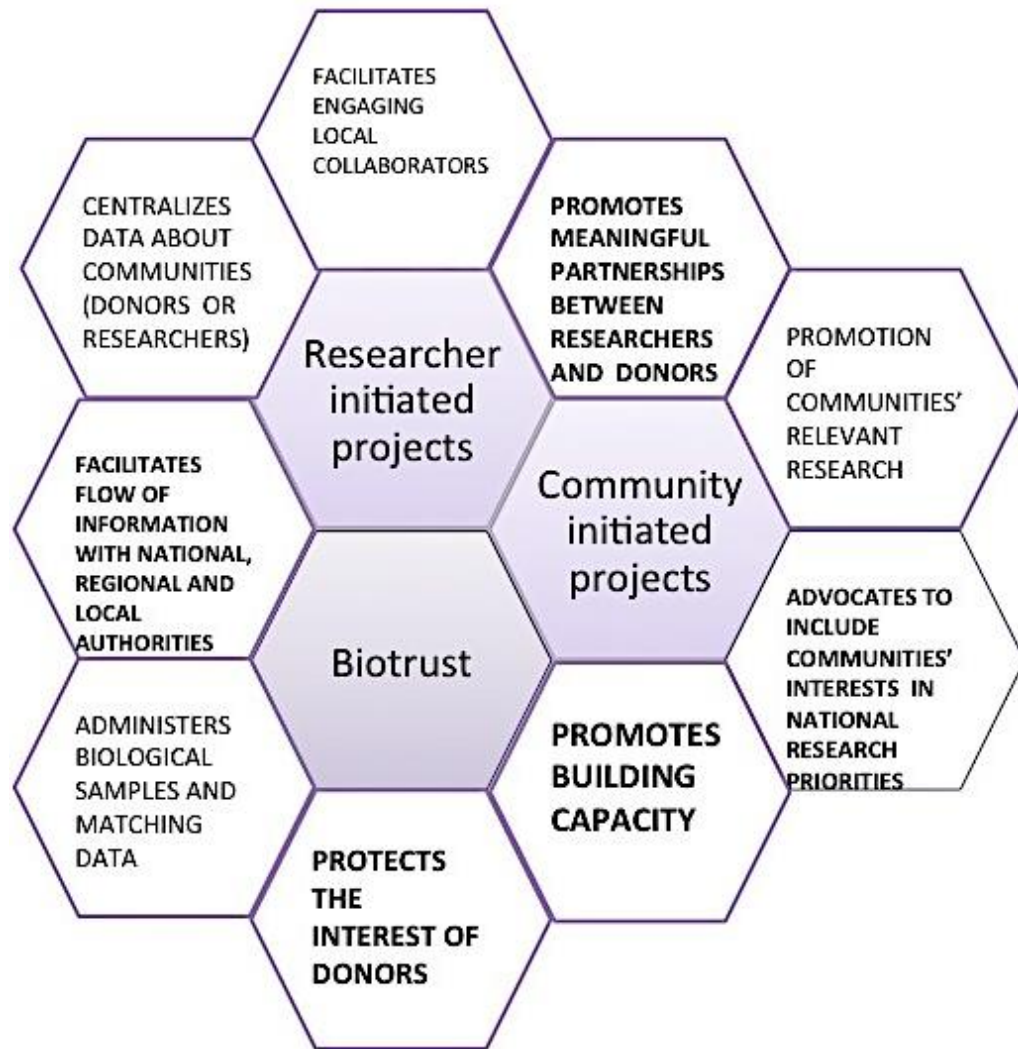 FACILITATES
ENGAGING
LOCAL
COLLABORATORS
CENTRALIZES
DATA ABOUT
COMMUNITIES
(DONORS OR
RESEARCHERS)
PROMOTES
MEANINGFUL
PARTNERSHIPS
BETWEEN
RESEARCHERS
AND DONORS
Researcher
initiated
projects
PROMOTION
OF
COMMUNITIES'
RELEVANT
RESEARCH
FACILITATES
FLOW OF
INFORMATION
WITH NATIONAL,
REGIONAL AND
LOCAL
AUTHORITIES
Community
initiated
projects
Biotrust
ADVOCATES TO
INCLUDE
COMMUNITIES'
INTERESTS IN
NATIONAL
RESEARCH
PRIORITIES
ADMINISTERS
BIOLOGICAL
SAMPLES AND
MATCHING
DATA
PROMOTES
BUILDING
CAPACITY
PROTECTS
THE
INTEREST OF
DONORS